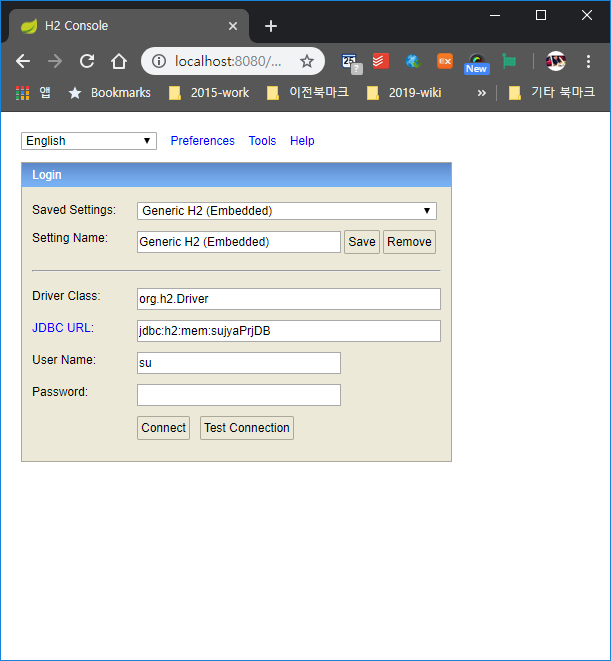 H2 Console
localhost:8080/...
25
?
Ex
New
앱 Bookmarks 2015-work 이전북마크 2019-wiki » 기타 북마크
English Preferences Tools Help
Login
Saved Settings: Generic H2 (Embedded)
Setting Name: Generic H2 (Embedded) Save Remove
Driver Class: org.h2.Driver
JDBC URL: jdbc:h2:mem:sujyaPrjDB
User Name: su
Password:
Connect Test Connection